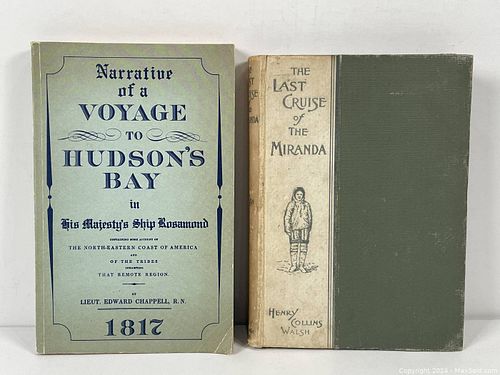 Narrative
of a
VOYAGE
TO
HUDSON'S
BAY
in
His Majesty's Ship Rosamond
CONTAINING SOME ACCOUNT OF
THE NORTH-EASTERN COAST OF AMERICA
AND
OF THE TRIBES
INHABITING
THAT REMOTE REGION.
BY
LIEUT. EDWARD CHAPPELL, R.N.
1817
THE
LAST
CRUISE
of
THE
MIRANDA
HENRY
COLLINS
WALSH
Copyright 2024 - MaxSold.com